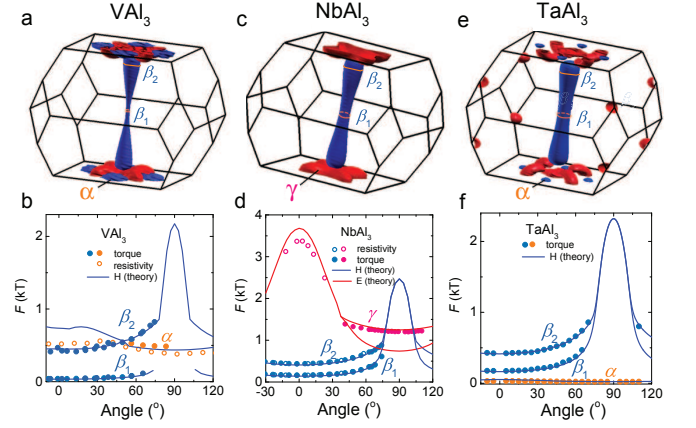 a VAl3 c NbAl3 e TaAl3
β2 β2 β2
β1 β1 β1
α γ α
b d f
VAl3
torque
resistivity
H (theory)
β2 α
β1
F (kT)
0 1 2
0 30 60 90 120
Angle (°)
NbAl3
resistivity
torque
H (theory)
E (theory)
γ
β2
β1
F (kT)
0 1 2 3 4
-30 0 30 60 90 120
Angle (°)
TaAl3
torque
H (theory)
β2
β1
α
F (kT)
0 1 2
0 30 60 90 120
Angle (°)